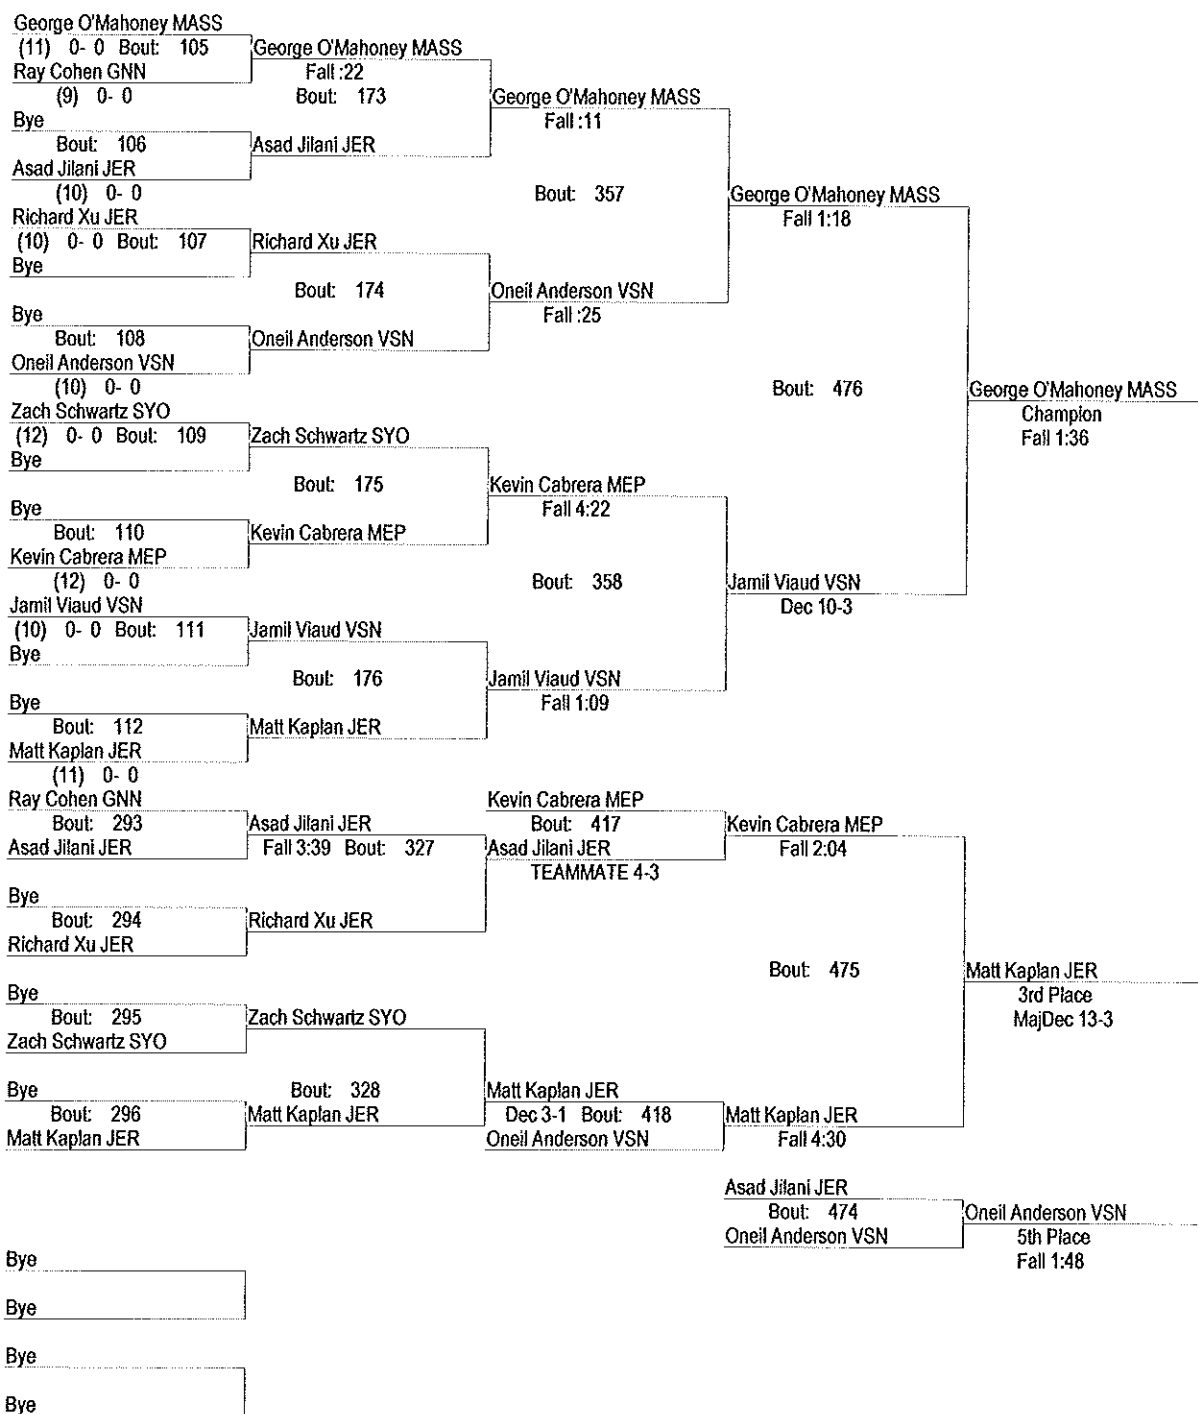 George O'Mahoney MASS
(11) 0- 0 Bout: 105
Ray Cohen GNN
(9) 0- 0
Bye
Bout: 106
Asad Jilani JER
(10) 0- 0
Richard Xu JER
(10) 0- 0 Bout: 107
Bye
Bye
Bout: 108
Oneil Anderson VSN
(10) 0- 0
Zach Schwartz SYO
(12) 0- 0 Bout: 109
Bye
Bye
Bout: 110
Kevin Cabrera MEP
(12) 0- 0
Jamil Viaud VSN
(10) 0- 0 Bout: 111
Bye
Bye
Bout: 112
Matt Kaplan JER
(11) 0- 0
George O'Mahoney MASS
Fall :22
Bout: 173
Asad Jilani JER
Richard Xu JER
Bout: 174
Oneil Anderson VSN
Zach Schwartz SYO
Bout: 175
Kevin Cabrera MEP
Jamil Viaud VSN
Bout: 176
Matt Kaplan JER
George O'Mahoney MASS
Fall :11
Bout: 357
Oneil Anderson VSN
Fall :25
Kevin Cabrera MEP
Fall 4:22
Bout: 358
Jamil Viaud VSN
Fall 1:09
George O'Mahoney MASS
Fall 1:18
Bout: 476
Jamil Viaud VSN
Dec 10-3
George O'Mahoney MASS
Champion
Fall 1:36
Ray Cohen GNN
Bout: 293
Asad Jilani JER
Bye
Bout: 294
Richard Xu JER
Bye
Bout: 295
Zach Schwartz SYO
Bye
Bout: 296
Matt Kaplan JER
Asad Jilani JER
Fall 3:39 Bout: 327
Richard Xu JER
Zach Schwartz SYO
Bout: 328
Matt Kaplan JER
Kevin Cabrera MEP
Bout: 417
Asad Jilani JER
TEAMMATE 4-3
Matt Kaplan JER
Dec 3-1 Bout: 418
Oneil Anderson VSN
Kevin Cabrera MEP
Fall 2:04
Bout: 475
Matt Kaplan JER
Fall 4:30
Matt Kaplan JER
3rd Place
MajDec 13-3
Asad Jilani JER
Bout: 474
Oneil Anderson VSN
Oneil Anderson VSN
5th Place
Fall 1:48
Bye
Bye
Bye
Bye